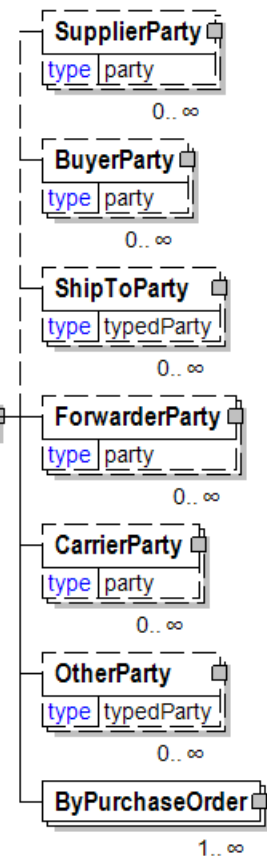 SupplierParty
type party
0.. ∞
BuyerParty
type party
0.. ∞
ShipToParty
type typedParty
0.. ∞
ForwarderParty
type party
0.. ∞
CarrierParty
type party
0.. ∞
OtherParty
type typedParty
0.. ∞
ByPurchaseOrder
1.. ∞